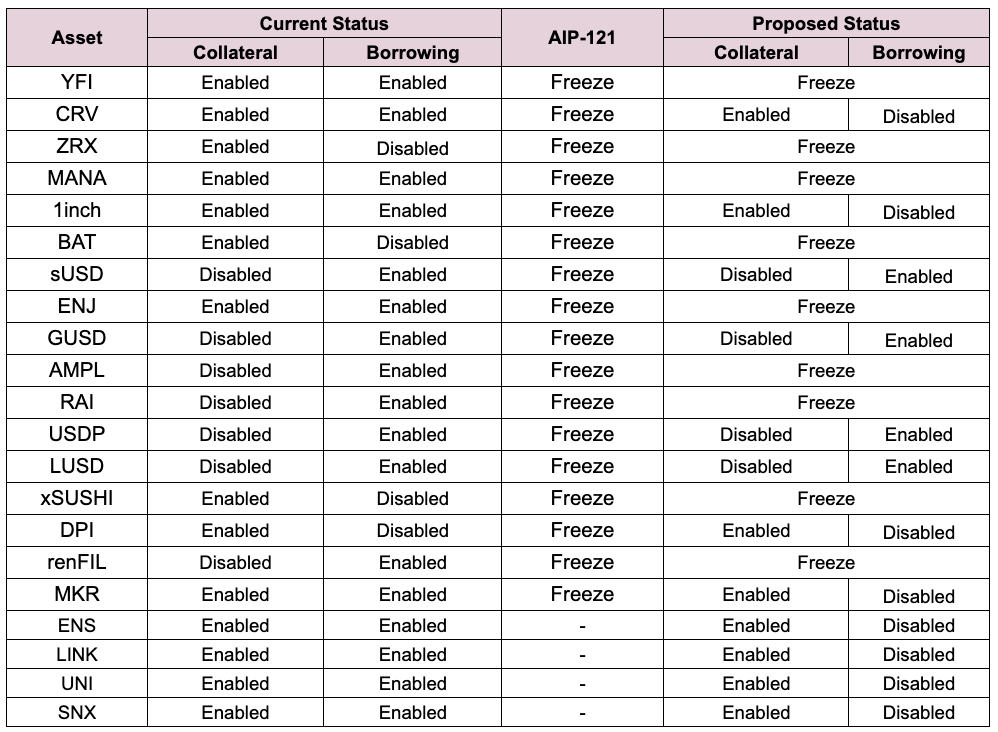 Asset Current Status AIP-121 Proposed Status
Collateral Borrowing Collateral Borrowing
YFI Enabled Enabled Freeze Freeze
CRV Enabled Enabled Freeze Enabled Disabled
ZRX Enabled Disabled Freeze Freeze
MANA Enabled Enabled Freeze Freeze
1inch Enabled Enabled Freeze Enabled Disabled
BAT Enabled Disabled Freeze Freeze
sUSD Disabled Enabled Freeze Disabled Enabled
ENJ Enabled Enabled Freeze Freeze
GUSD Disabled Enabled Freeze Disabled Enabled
AMPL Disabled Enabled Freeze Freeze
RAI Disabled Enabled Freeze Freeze
USDP Disabled Enabled Freeze Disabled Enabled
LUSD Disabled Enabled Freeze Disabled Enabled
xSUSHI Enabled Disabled Freeze Freeze
DPI Enabled Disabled Freeze Enabled Disabled
renFIL Disabled Enabled Freeze Freeze
MKR Enabled Enabled Freeze Enabled Disabled
ENS Enabled Enabled - Enabled Disabled
LINK Enabled Enabled - Enabled Disabled
UNI Enabled Enabled - Enabled Disabled
SNX Enabled Enabled - Enabled Disabled